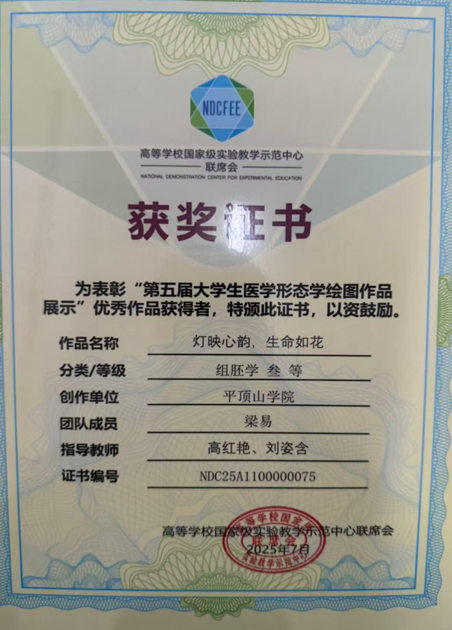 NDCFEE
高等学校国家级实验教学示范中心
联席会
NATIONAL DEMONSTRATION CENTER FOR EXPERIMENTAL EDUCATION
获奖证书
为表彰“第五届大学生医学形态学绘图作品
展示”优秀作品获得者，特颁此证书，以资鼓励。
作品名称 灯映心韵，生命如花
分类/等级 组胚学 叁 等
创作单位 平顶山学院
团队成员 梁易
指导教师 高红艳、刘姿含
证书编号 NDC25A1100000075
高等学校国家级实验教学示范中心联席会
2025年7月